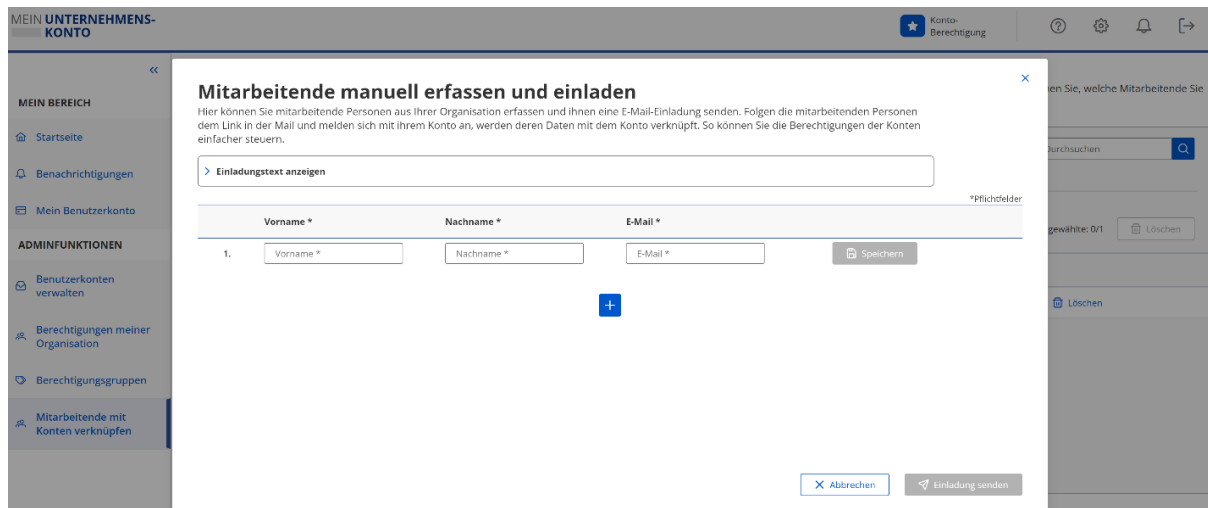 MEIN UNTERNEHMENS-
KONTO
Konto-
Berechtigung
MEIN BEREICH
Startseite
Benachrichtigungen
Mein Benutzerkonto
ADMINFUNKTIONEN
Benutzerkonten
verwalten
Berechtigungen meiner
Organisation
Berechtigungsgruppen
Mitarbeitende mit
Konten verknüpfen
Mitarbeitende manuell erfassen und einladen
Hier können Sie mitarbeitende Personen aus Ihrer Organisation erfassen und ihnen eine E-Mail-Einladung senden. Folgen die mitarbeitenden Personen
dem Link in der Mail und melden sich mit ihrem Konto an, werden deren Daten mit dem Konto verknüpft. So können Sie die Berechtigungen der Konten
einfacher steuern.
Einladungstext anzeigen
*Pflichtfelder
Vorname * Nachname * E-Mail *
1. Vorname * Nachname * E-Mail * Speichern
Abbrechen Einladung senden
Sie, welche Mitarbeitende Sie
Durchsuchen
0/1 Löschen
Löschen